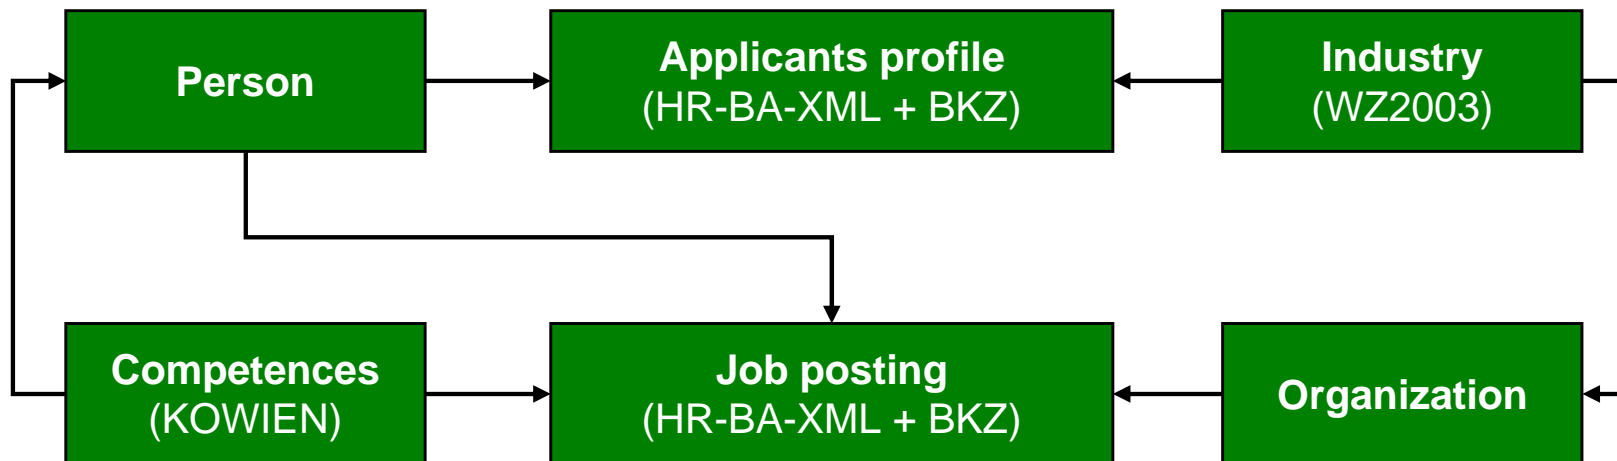 Person
Applicants profile
(HR-BA-XML + BKZ)
Industry
(WZ2003)
Competences
(KOWIEN)
Job posting
(HR-BA-XML + BKZ)
Organization